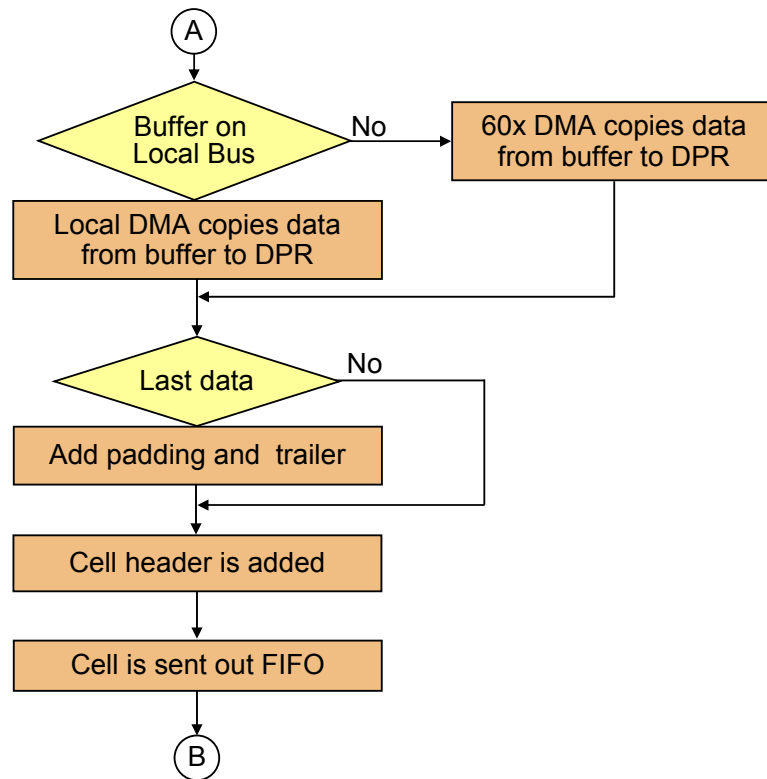 A
Buffer on
Local Bus
No
60x DMA copies data
from buffer to DPR
Local DMA copies data
from buffer to DPR
Last data
No
Add padding and  trailer
Cell header is added
Cell is sent out FIFO
B